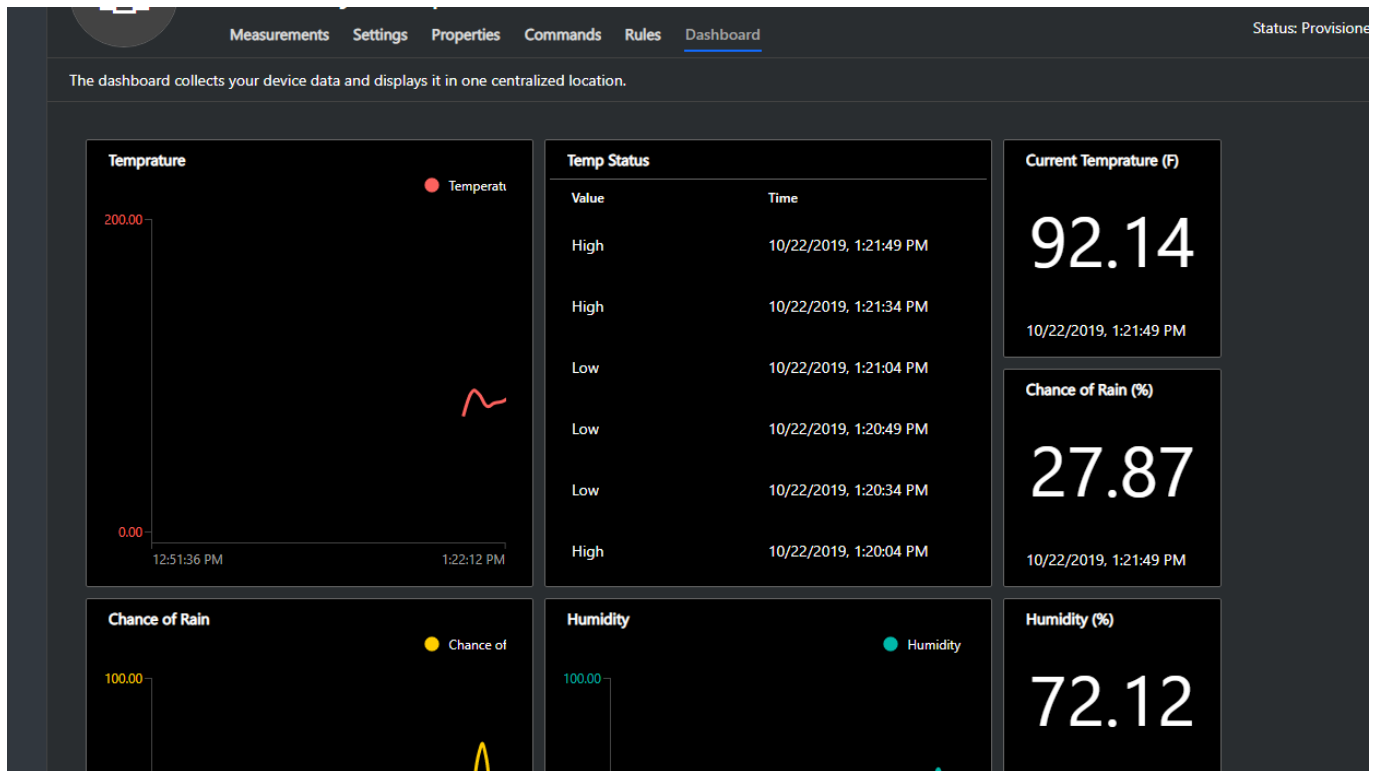 Measurements Settings Properties Commands Rules Dashboard
Status: Provisione
The dashboard collects your device data and displays it in one centralized location.
Temprature
Temperatu
200.00
0.00
12:51:36 PM 1:22:12 PM
Temp Status
Value Time
High 10/22/2019, 1:21:49 PM
High 10/22/2019, 1:21:34 PM
Low 10/22/2019, 1:21:04 PM
Low 10/22/2019, 1:20:49 PM
Low 10/22/2019, 1:20:34 PM
High 10/22/2019, 1:20:04 PM
Current Temprature (F)
92.14
10/22/2019, 1:21:49 PM
Chance of Rain (%)
27.87
10/22/2019, 1:21:49 PM
Chance of Rain
Chance of
100.00
Humidity
Humidity
100.00
Humidity (%)
72.12